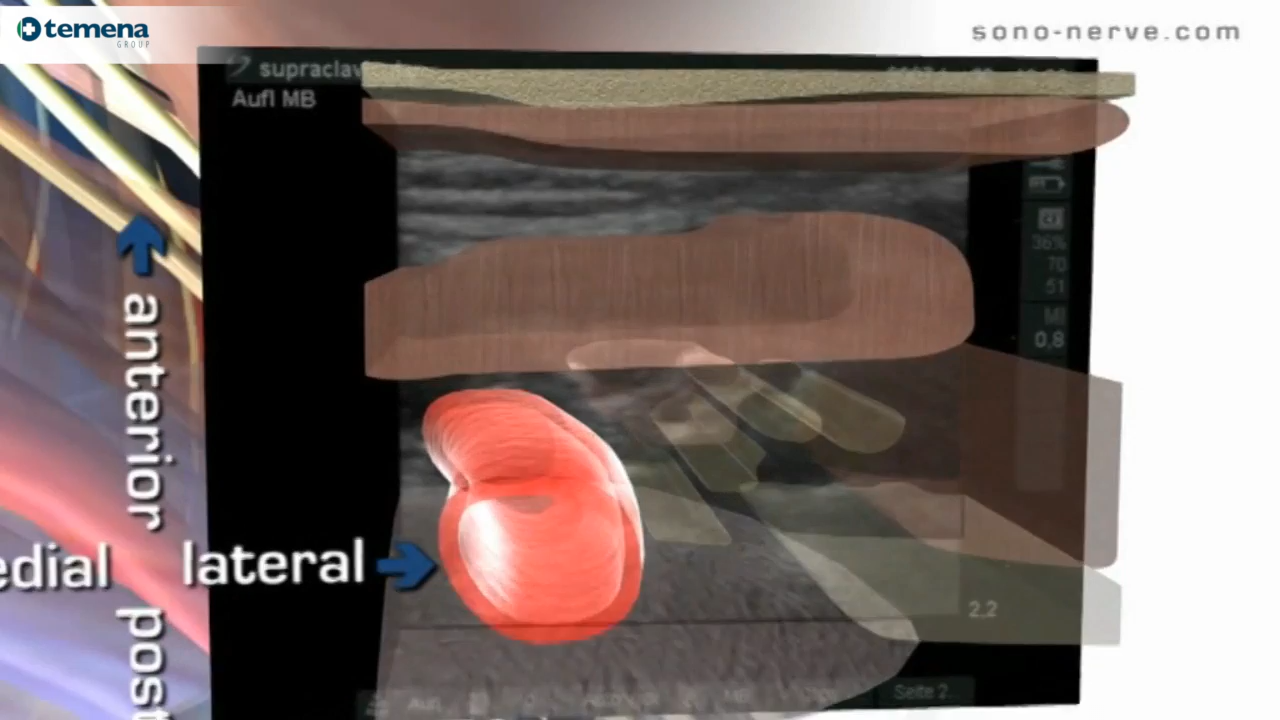 temena
GROUP
sono-nerve.com
supraclav
Aufl MB
36%
70
51
MI
0,8
anterior
edial lateral
post
2,2
Seite 2